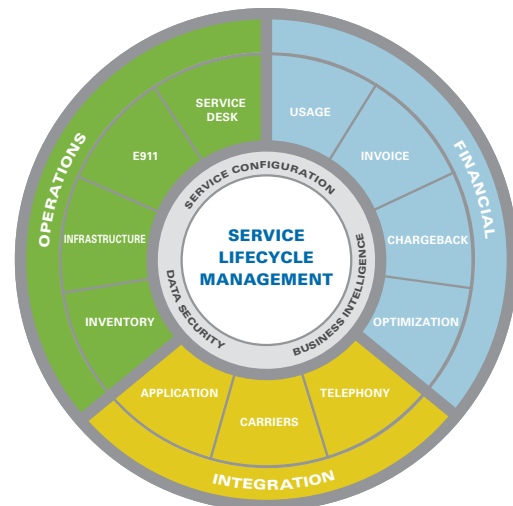 OPERATIONS
SERVICE
DESK
E911
INFRASTRUCTURE
INVENTORY
FINANCIAL
USAGE
INVOICE
CHARGEBACK
OPTIMIZATION
SERVICE CONFIGURATION
DATA SECURITY
BUSINESS INTELLIGENCE
SERVICE
LIFECYCLE
MANAGEMENT
APPLICATION
CARRIERS
TELEPHONY
INTEGRATION